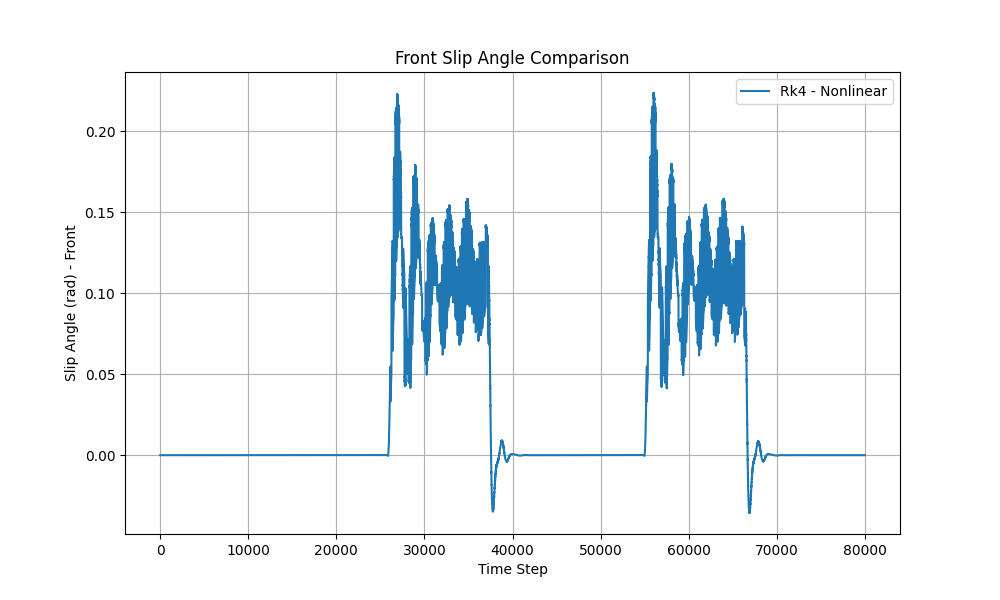 Front Slip Angle Comparison
Rk4 - Nonlinear
Slip Angle (rad) - Front
0.20
0.15
0.10
0.05
0.00
0 10000 20000 30000 40000 50000 60000 70000 80000
Time Step